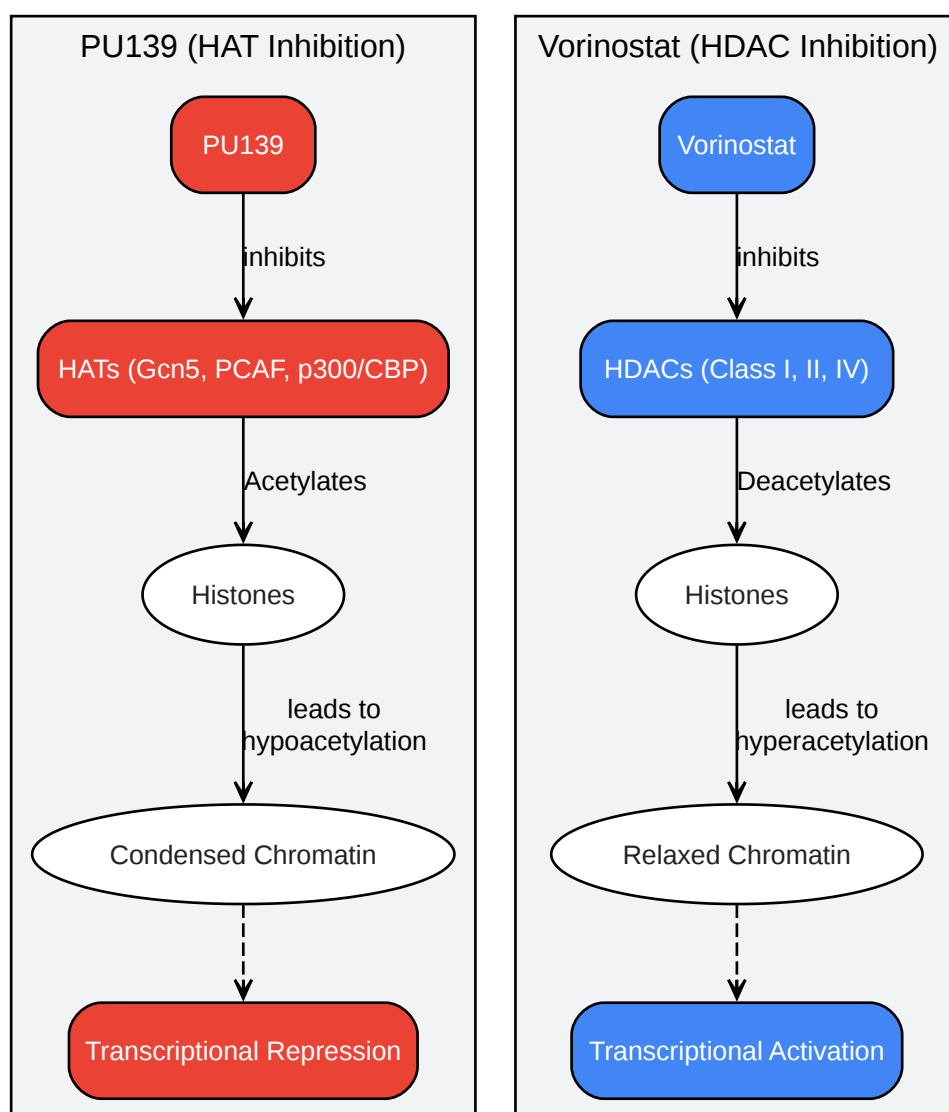 PU139 (HAT Inhibition)
PU139
inhibits
HATs (Gcn5, PCAF, p300/CBP)
Acetylates
Histones
leads to
hypoacetylation
Condensed Chromatin
Transcriptional Repression
Vorinostat (HDAC Inhibition)
Vorinostat
inhibits
HDACs (Class I, II, IV)
Deacetylates
Histones
leads to
hyperacetylation
Relaxed Chromatin
Transcriptional Activation